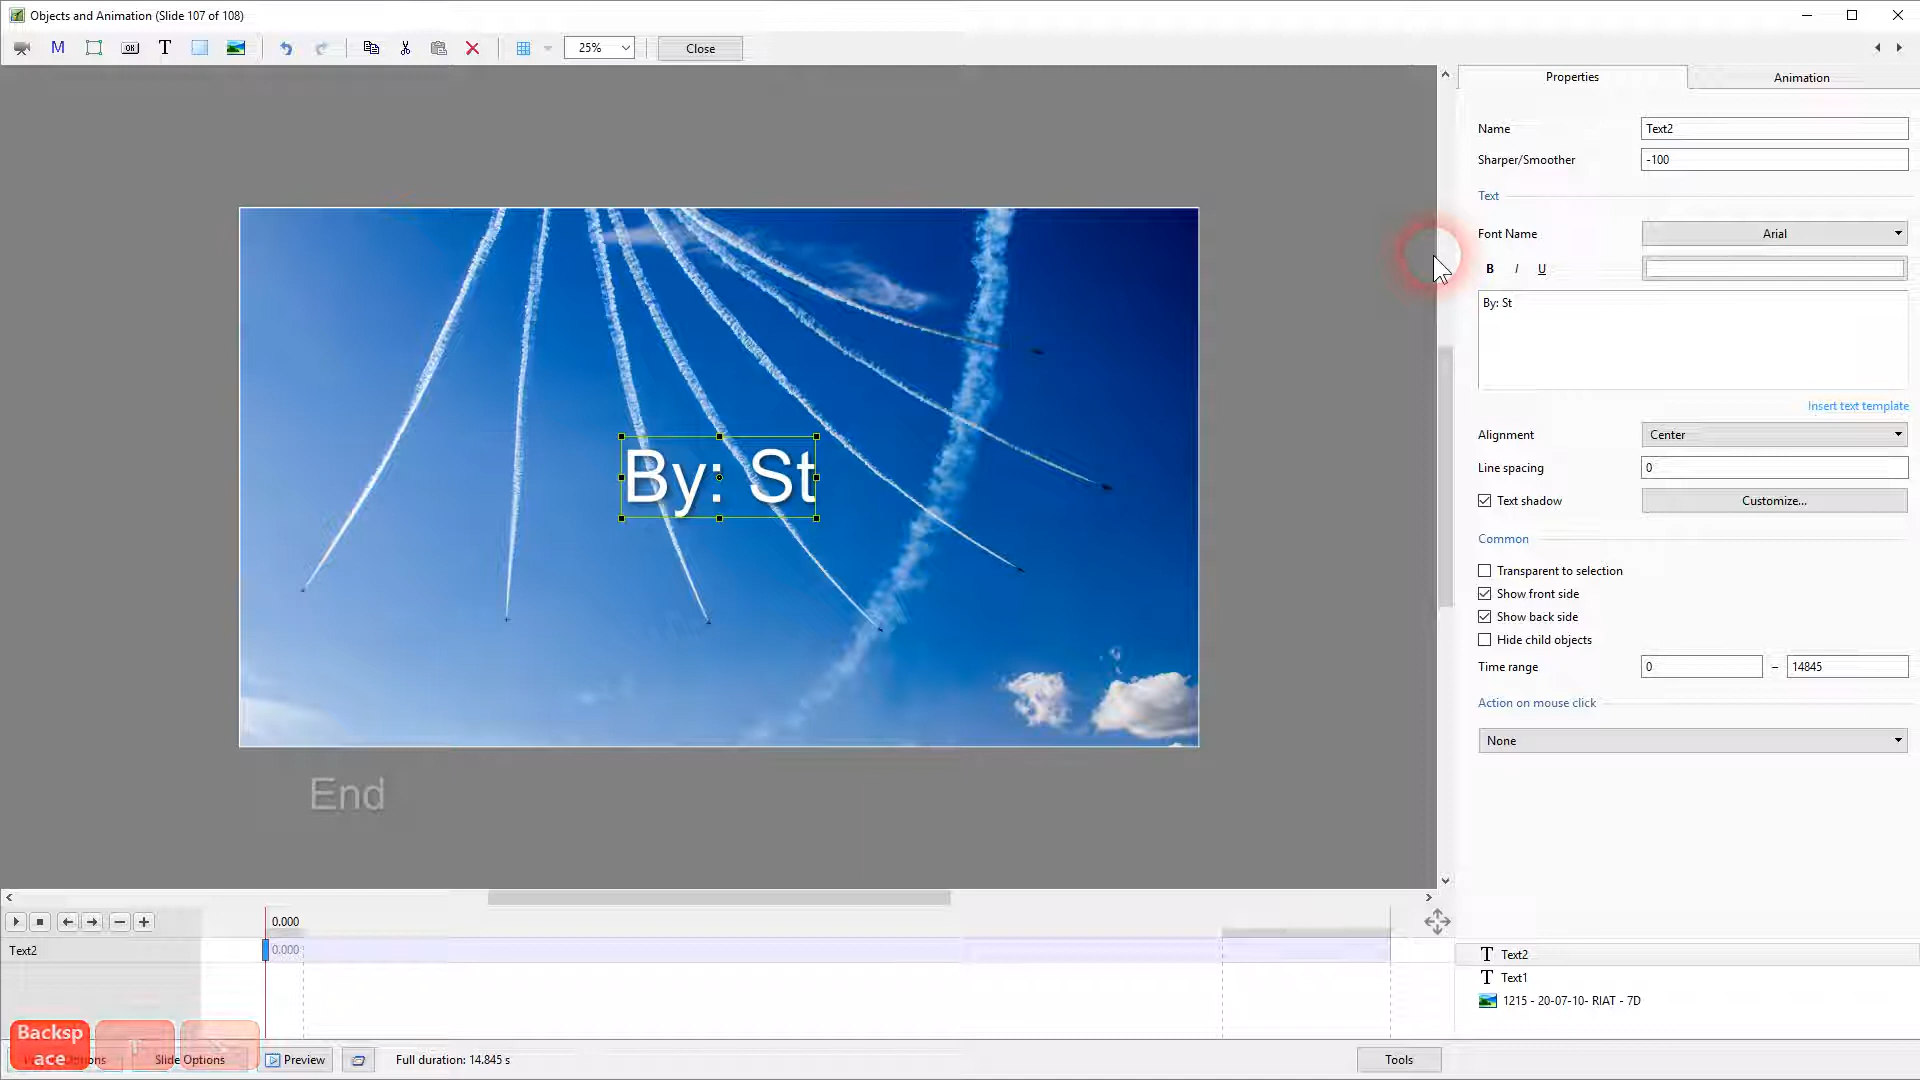 Objects and Animation (Slide 107 of 108)
M OK T 25% Close
Properties Animation
Name Text2
Sharper/Smoother -100
Text
Font Name Arial
B I U
By: St
Insert text template
Alignment Center
Line spacing 0
Text shadow Customize...
Common
Transparent to selection
Show front side
Show back side
Hide child objects
Time range 0 – 14845
Action on mouse click
None
By: St
End
0.000
Text2 0.000
T Text2
T Text1
1215 - 20-07-10- RIAT - 7D
Backsp
ace
Slide Options Preview Full duration: 14.845 s Tools